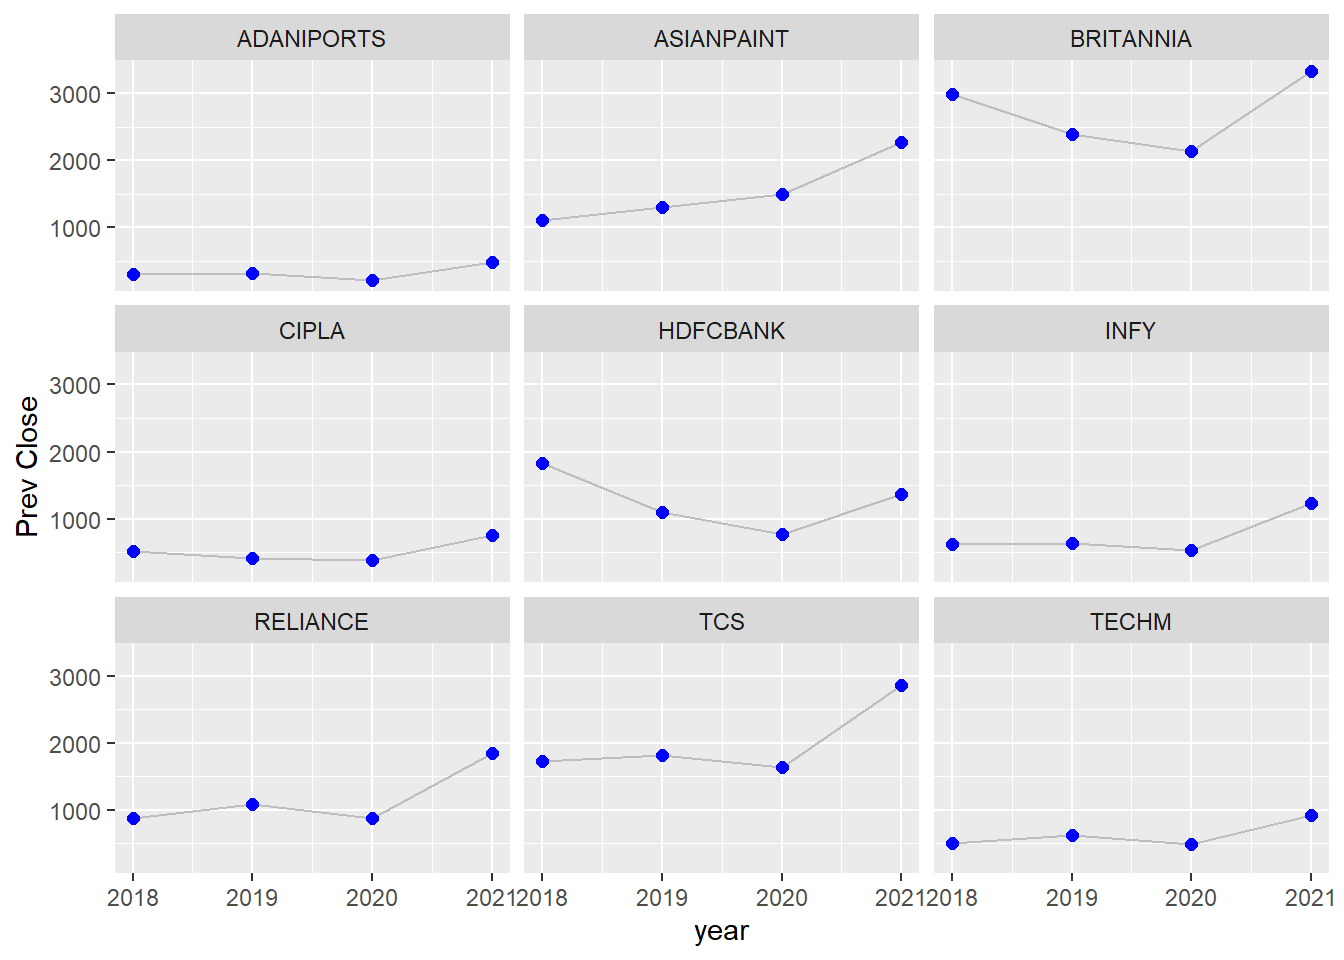 ADANIPORTS ASIANPAINT BRITANNIA
3000
2000
1000
CIPLA HDFCBANK INFY
3000
2000
1000
Prev Close
RELIANCE TCS TECHM
3000
2000
1000
2018 2019 2020 2021 2018 2019 2020 2021 2018 2019 2020 2021
year